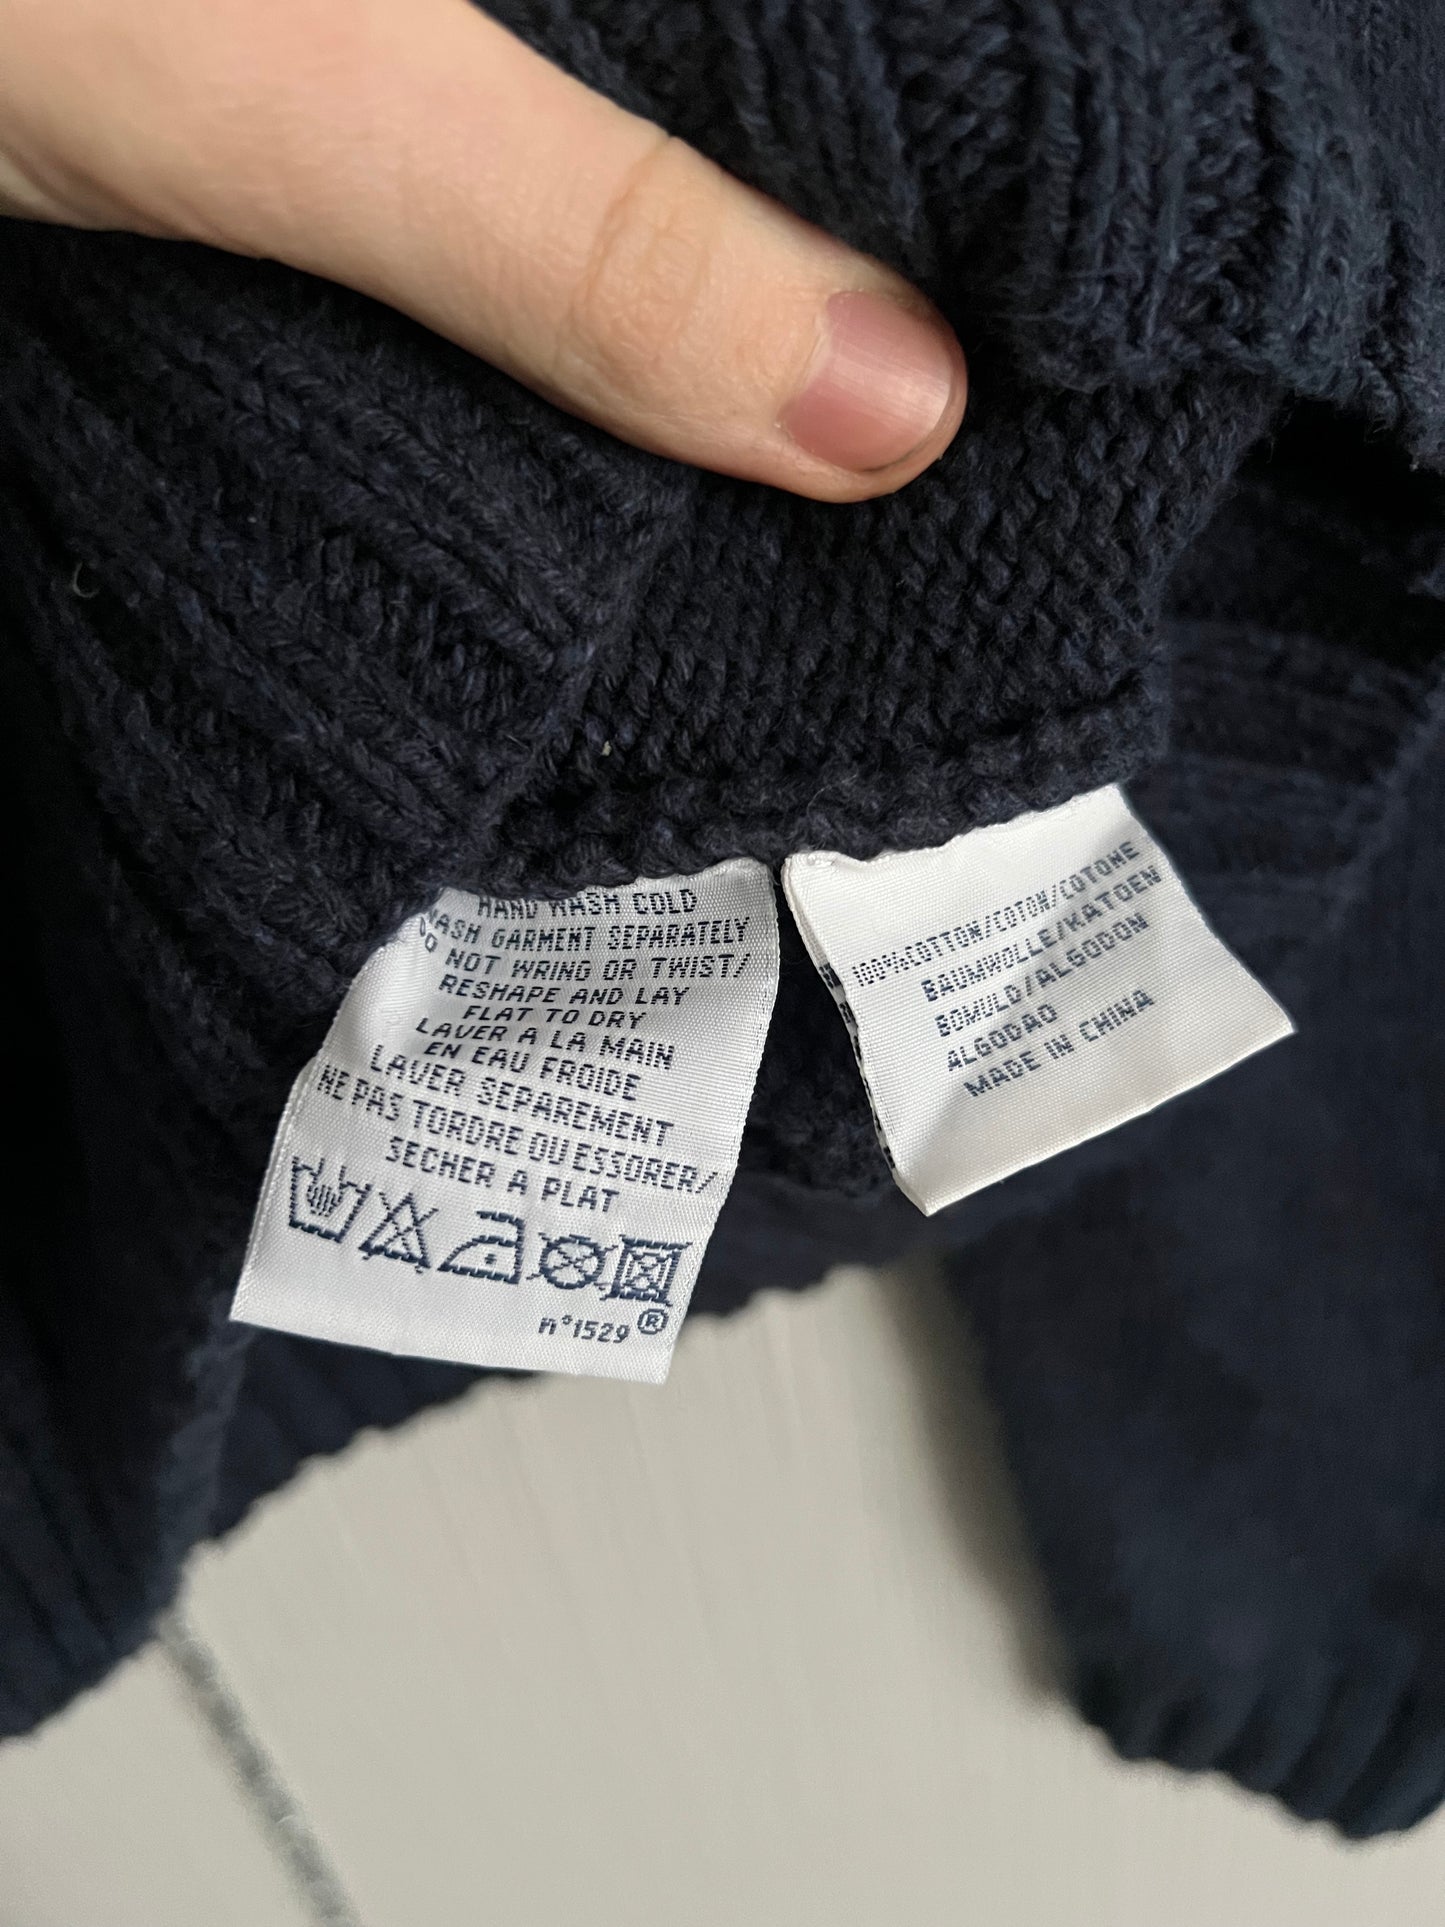 HAND WASH COLD
WASH GARMENT SEPARATELY
DO NOT WRING OR TWIST/
RESHAPE AND LAY
FLAT TO DRY
LAVER A LA MAIN
EN EAU FROIDE
LAVER SEPAREMENT
NE PAS TORDRE OU ESSORER/
SECHER A PLAT
n°1529 ®
100%COTTON/COTON/COTONE
BAUMWOLLE/KATOEN
BOMULD/ALGODON
ALGODAO
MADE IN CHINA